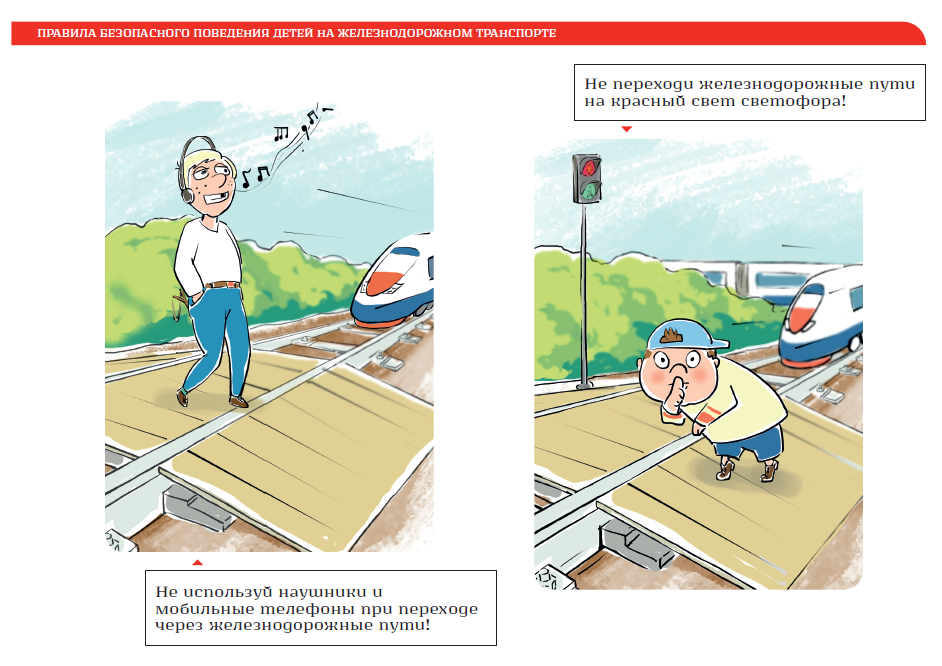 ПРАВИЛА БЕЗОПАСНОГО ПОВЕДЕНИЯ ДЕТЕЙ НА ЖЕЛЕЗНОДОРОЖНОМ ТРАНСПОРТЕ
Не переходи железнодорожные пути
на красный свет светофора!
Не используй наушники и
мобильные телефоны при переходе
через железнодорожные пути!